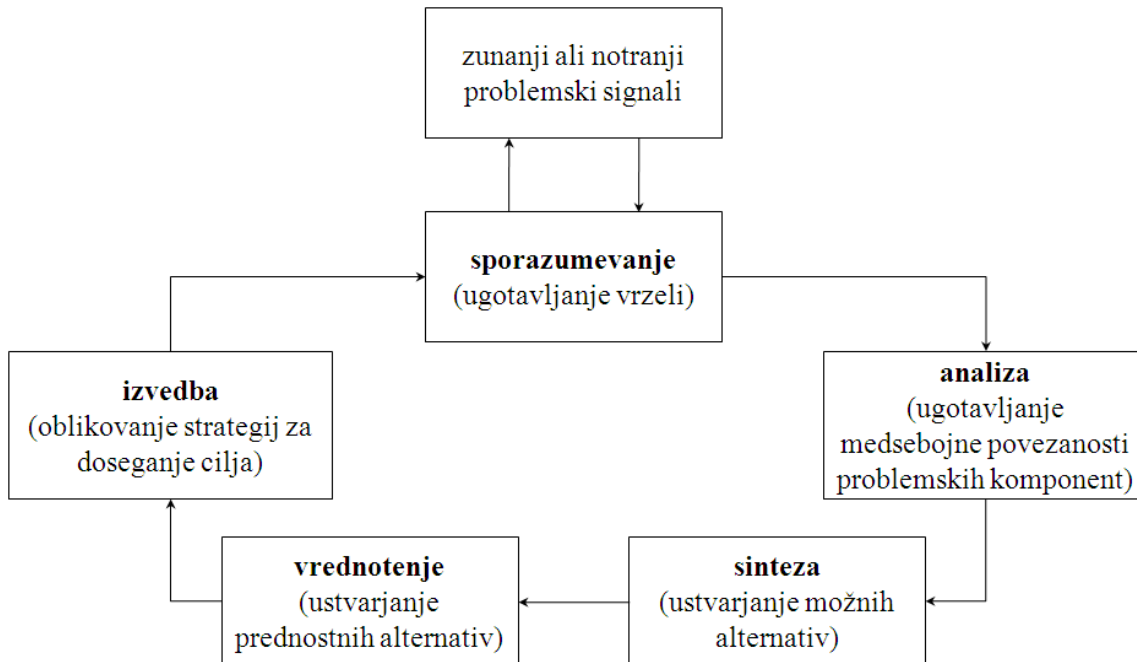 zunanji ali notranji
problemski signali
sporazumevanje
(ugotavljanje vrzeli)
analiza
(ugotavljanje
medsebojne povezanosti
problemskih komponent)
sinteza
(ustvarjanje možnih
alternativ)
vrednotenje
(ustvarjanje
prednostnih alternativ)
izvedba
(oblikovanje strategij za
doseganje cilja)